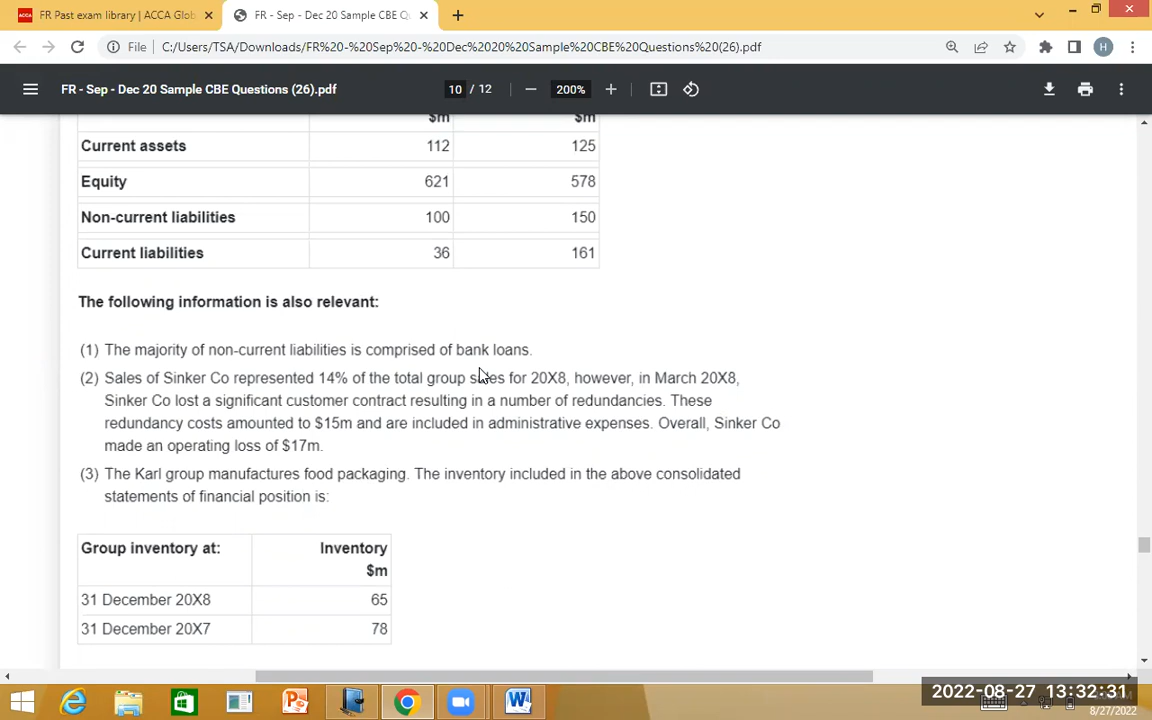 FR Past exam library | ACCA Glob
FR - Sep - Dec 20 Sample CBE Q
File
C:/Users/TSA/Downloads/FR%20-%20Sep%20-%20Dec%2020%20Sample%20CBE%20Questions%20(26).pdf
H
FR - Sep - Dec 20 Sample CBE Questions (26).pdf
10 / 12
200%
$m $m
Current assets 112 125
Equity 621 578
Non-current liabilities 100 150
Current liabilities 36 161
The following information is also relevant:
(1) The majority of non-current liabilities is comprised of bank loans.
(2) Sales of Sinker Co represented 14% of the total group sales for 20X8, however, in March 20X8,
Sinker Co lost a significant customer contract resulting in a number of redundancies. These
redundancy costs amounted to $15m and are included in administrative expenses. Overall, Sinker Co
made an operating loss of $17m.
(3) The Karl group manufactures food packaging. The inventory included in the above consolidated
statements of financial position is:
Group inventory at: Inventory
$m
31 December 20X8 65
31 December 20X7 78
2022-08-27 13:32:31
8/27/2022